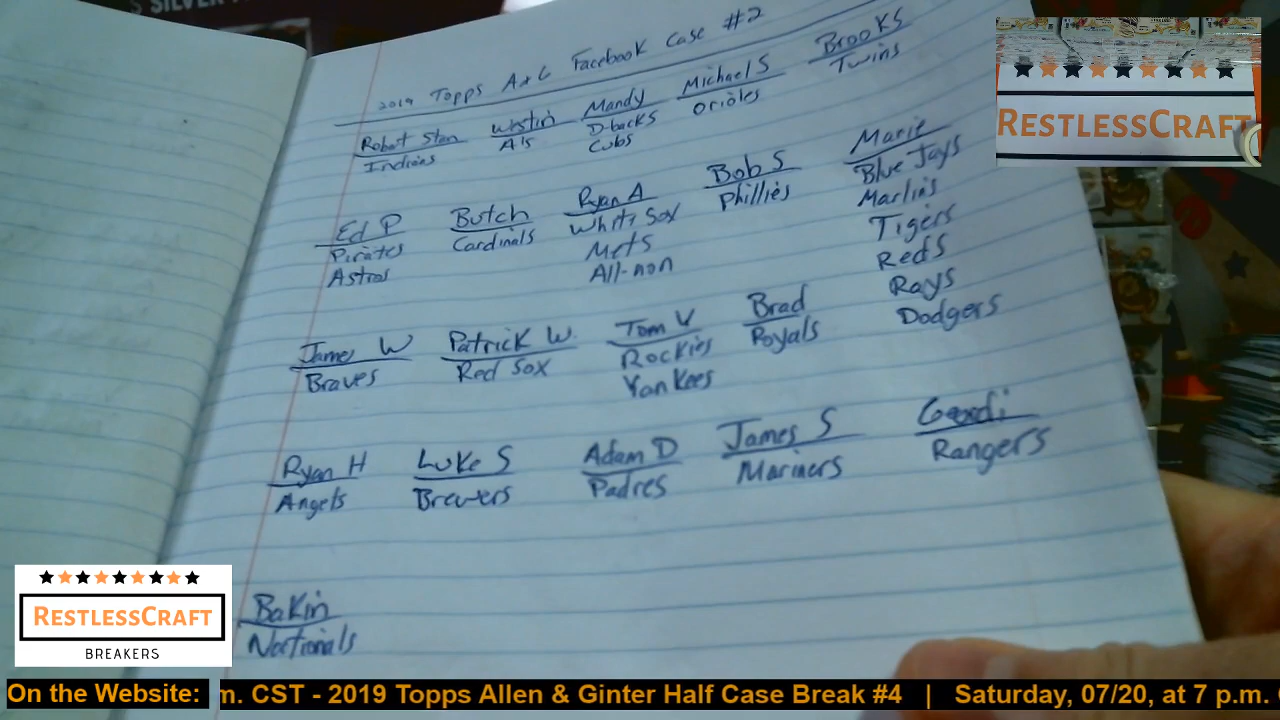 SILVER
2019 Topps A+G Facebook Case #2
Robot Stan
Indians
Westin
A's
Mandy
D-backs
Cubs
Michael S
Orioles
Brooks
Twins
Ed P
Pirates
Astros
Butch
Cardinals
Ryan A
White Sox
Mets
All-non
Bob S
Phillies
Marie
Blue Jays
Marlins
Tigers
Reds
Rays
Dodgers
James W
Braves
Patrick W.
Red Sox
Tom V
Rockies
Yankees
Brad
Royals
Ryan H
Angels
Luke S
Brewers
Adam D
Padres
James S
Mariners
Rangers
Bakin
Nationals
RESTLESSCRAFT
RESTLESSCRAFT
BREAKERS
On the Website: m. CST - 2019 Topps Allen & Ginter Half Case Break #4 | Saturday, 07/20, at 7 p.m.